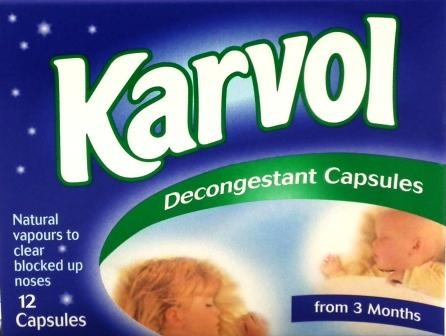 Karvol
Decongestant Capsules
Natural
vapours to
clear
blocked up
noses
12
Capsules
from 3 Months